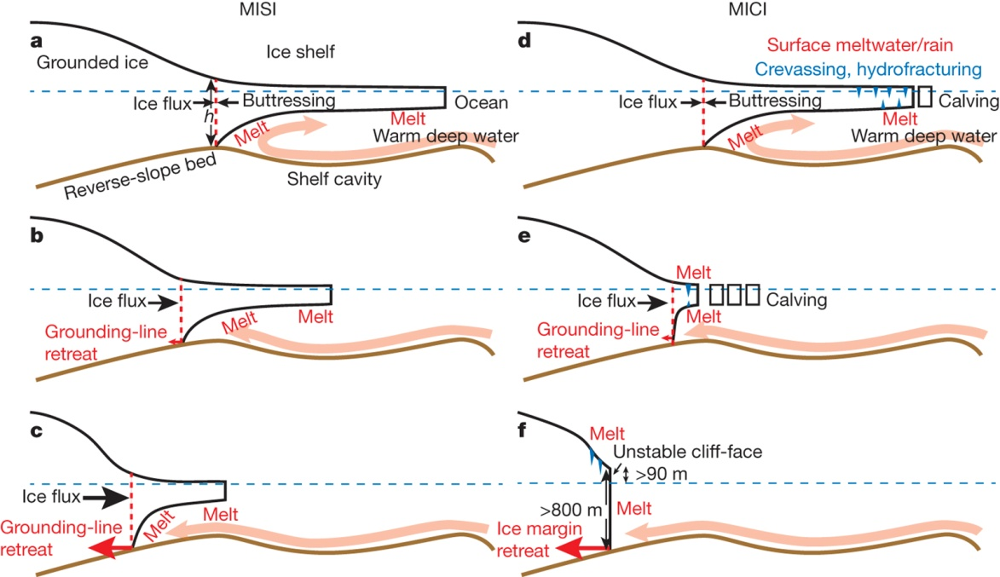 MISI
MICI
a
Grounded ice
Ice shelf
Ice flux
h
Buttressing
Ocean
Melt
Melt
Warm deep water
Reverse-slope bed
Shelf cavity
d
Surface meltwater/rain
Crevassing, hydrofracturing
Ice flux
Buttressing
Calving
Melt
Melt
Warm deep water
b
Ice flux
Grounding-line
retreat
Melt
Melt
e
Melt
Ice flux
Calving
Melt
Grounding-line
retreat
c
Ice flux
Grounding-line
retreat
Melt
Melt
f
Melt
Unstable cliff-face
>90 m
>800 m
Melt
Ice margin
retreat